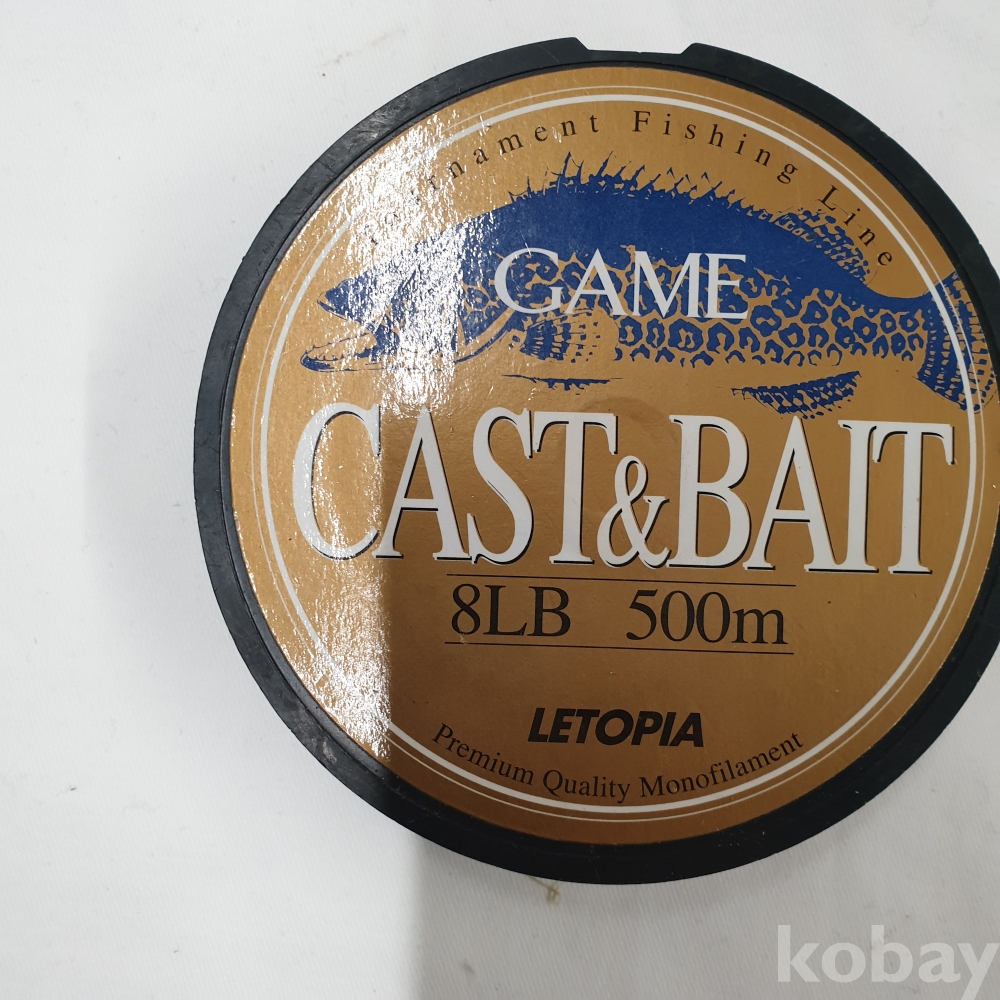 Tournament Fishing Line
GAME
CAST&BAIT
8LB 500m
LETOPIA
Premium Quality Monofilament
kobay